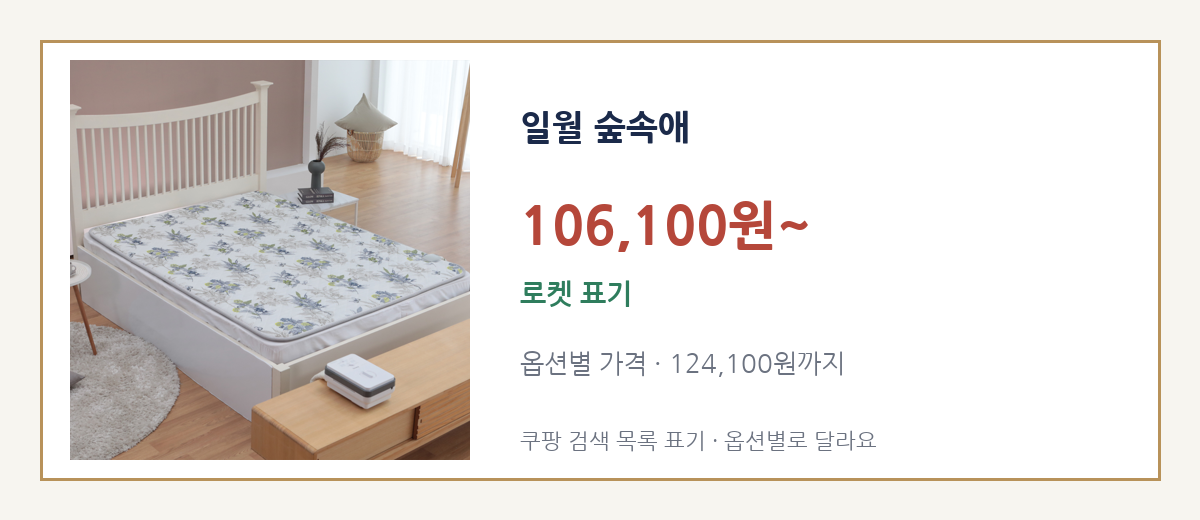 일월 숲속애
106,100원~
로켓 표기
옵션별 가격 · 124,100원까지
쿠팡 검색 목록 표기 · 옵션별로 달라요